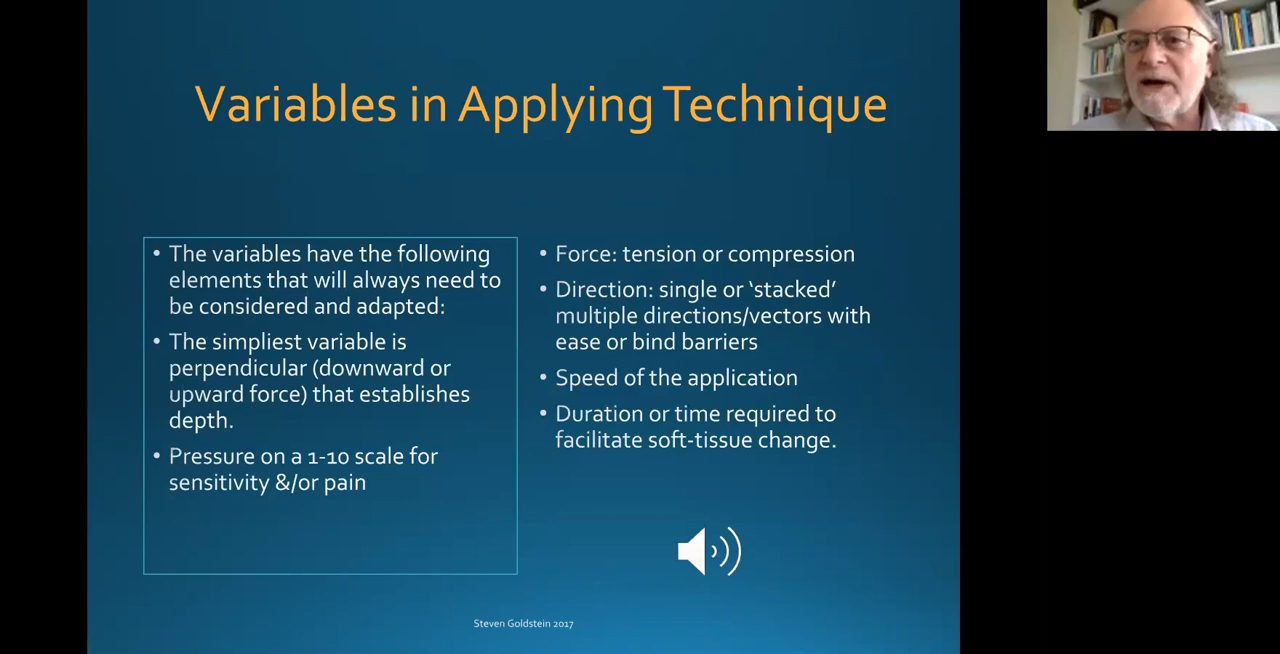 Variables in Applying Technique
• The variables have the following
elements that will always need to
be considered and adapted:
• The simpliest variable is
perpendicular (downward or
upward force) that establishes
depth.
• Pressure on a 1-10 scale for
sensitivity &/or pain
• Force: tension or compression
• Direction: single or ‘stacked’
multiple directions/vectors with
ease or bind barriers
• Speed of the application
• Duration or time required to
facilitate soft-tissue change.
Steven Goldstein 2017